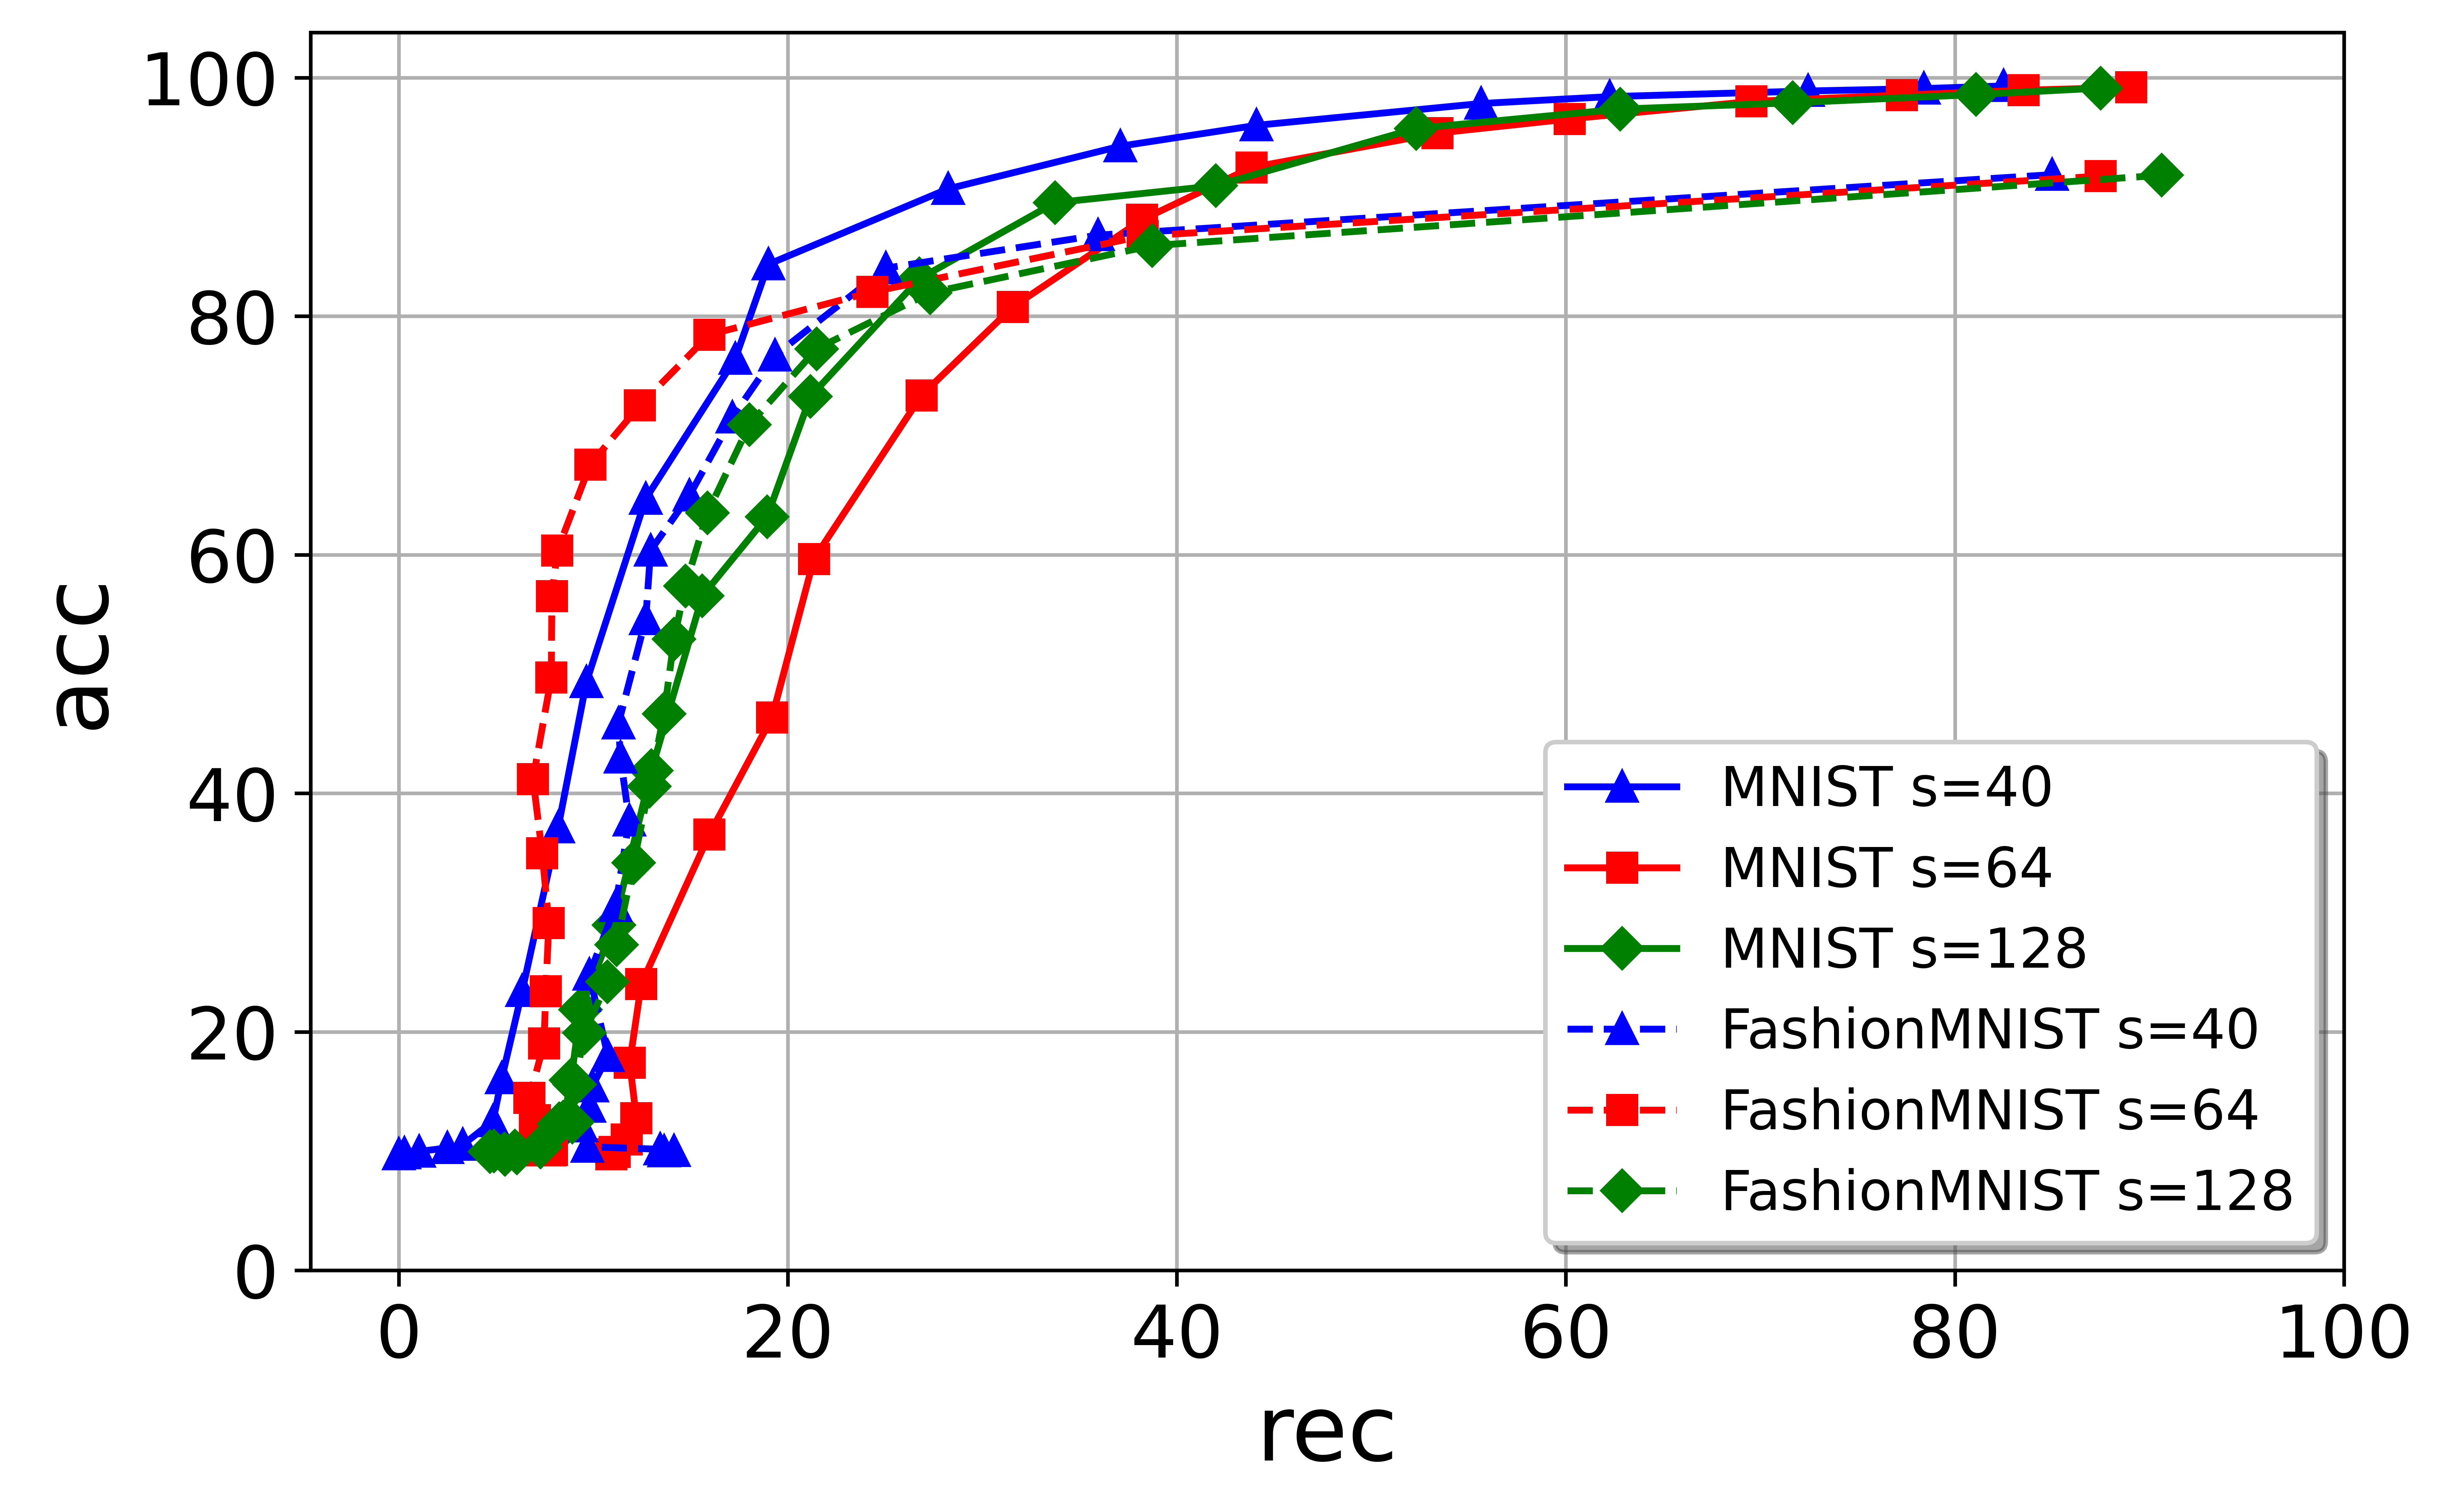 100
80
60
40
20
0
acc
0 20 40 60 80 100
rec
MNIST s=40
MNIST s=64
MNIST s=128
FashionMNIST s=40
FashionMNIST s=64
FashionMNIST s=128